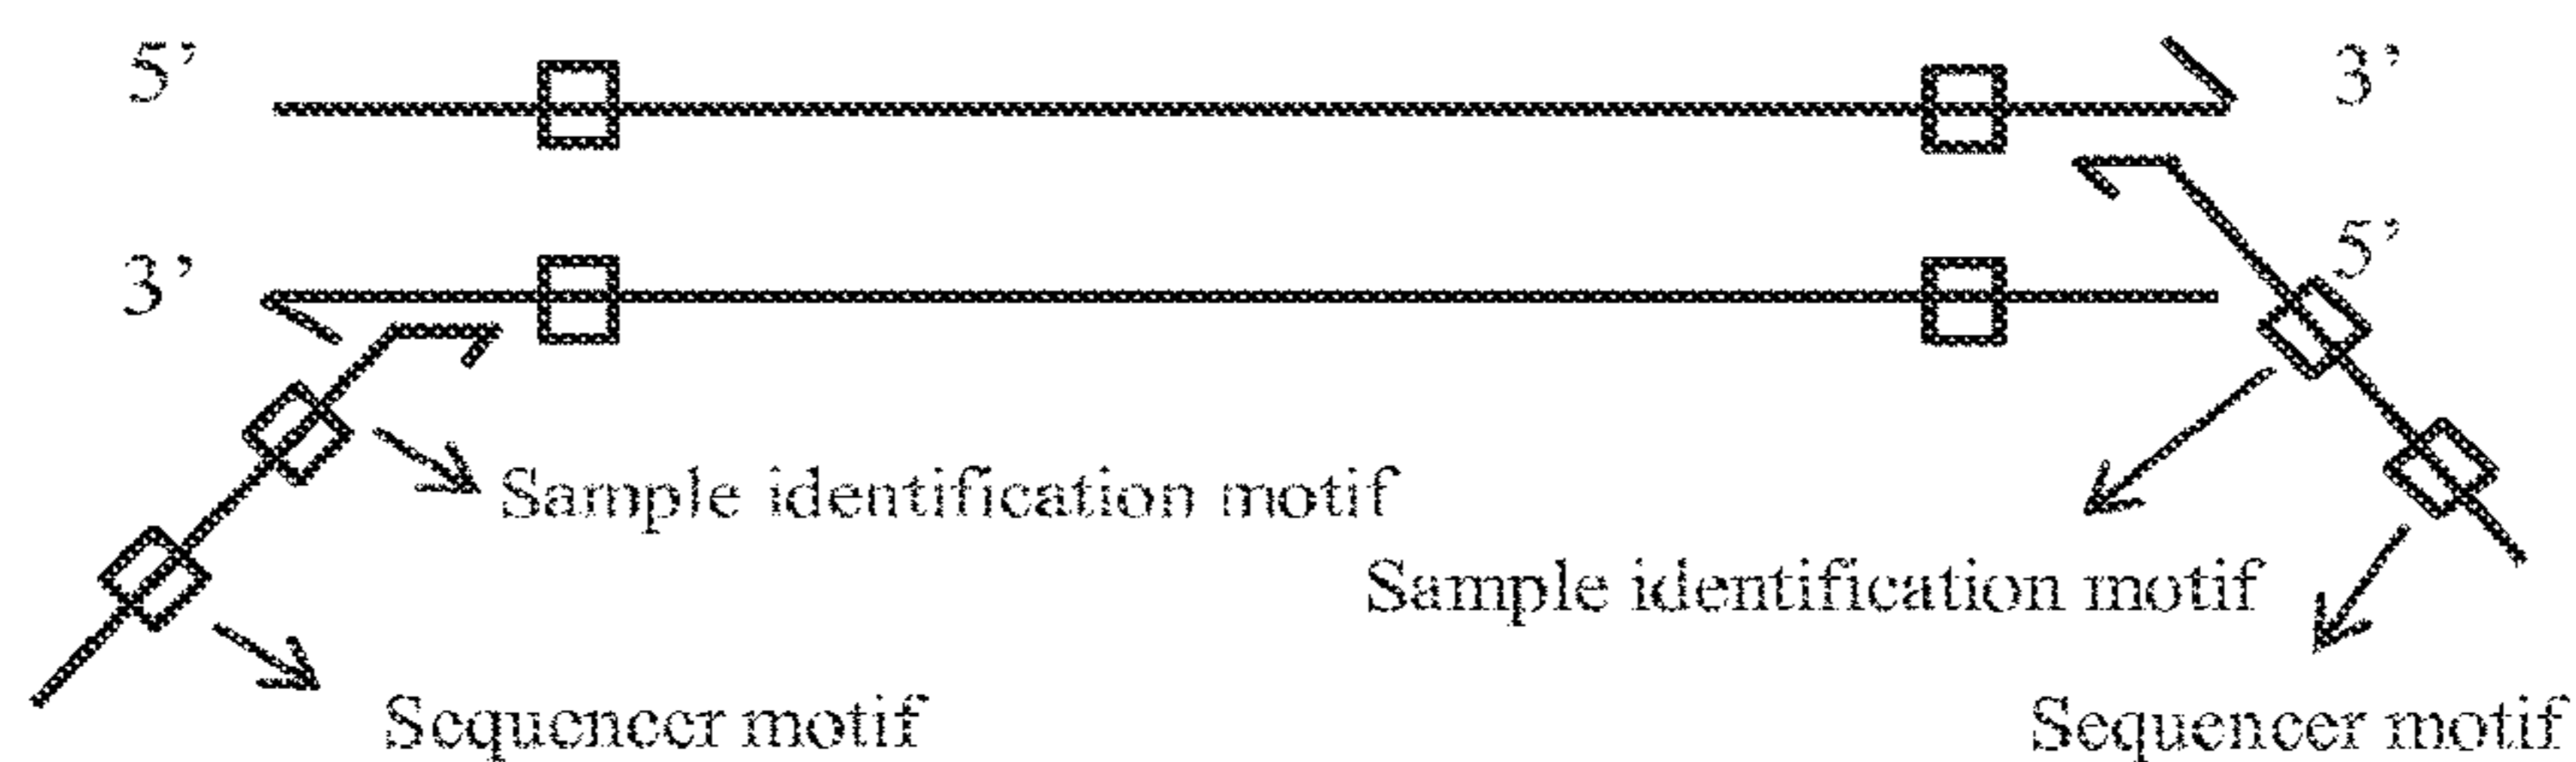 5’
3’
3’
5’
Sample identification motif
Sample identification motif
Sequencer motif
Sequencer motif